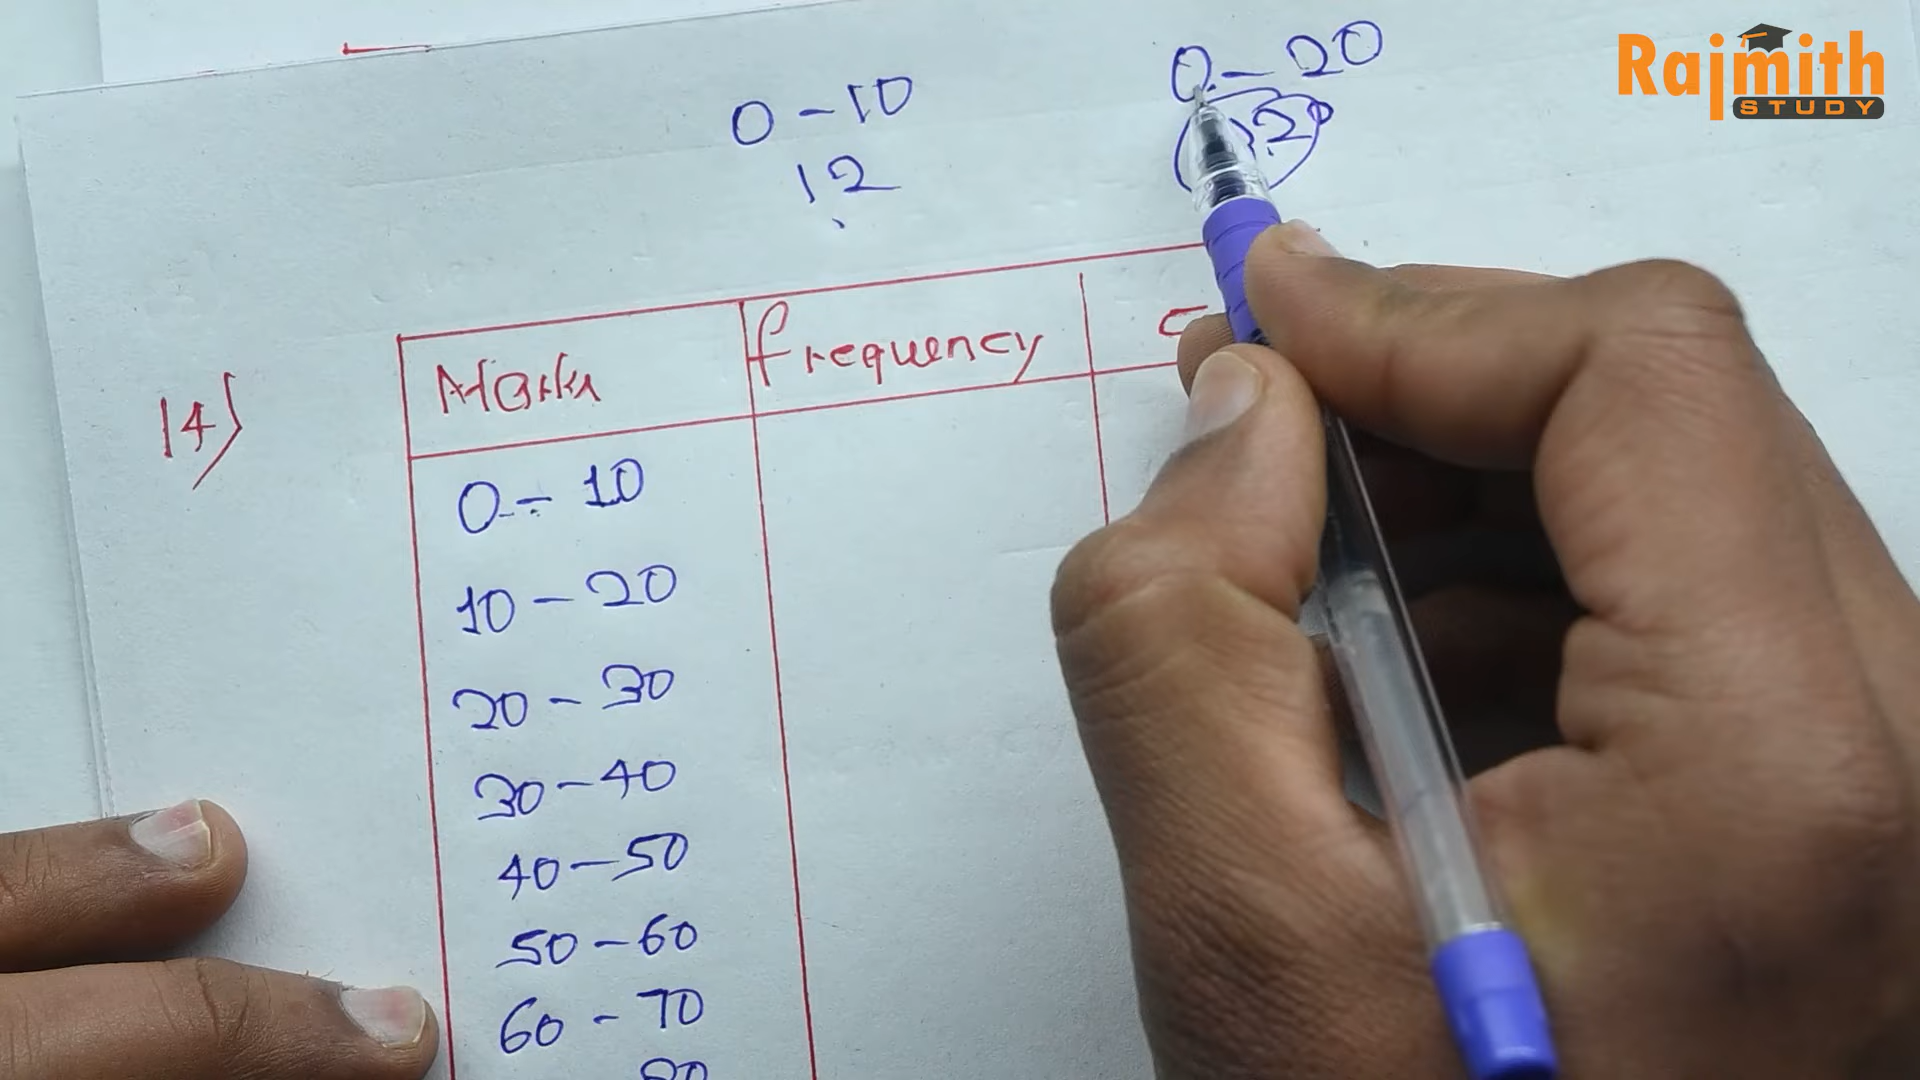 Rajmith
STUDY
0 - 10
0 - 20
12
14)
Marks
frequency
0 - 10
10 - 20
20 - 30
30 - 40
40 - 50
50 - 60
60 - 70
80